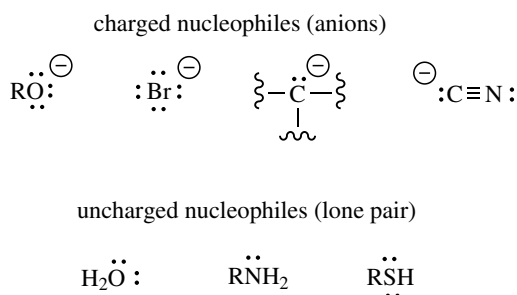 charged nucleophiles (anions)
RO:⊖ :Br:⊖ C⊖ ⊖:C≡N:
uncharged nucleophiles (lone pair)
H₂O: RNH₂ RSH